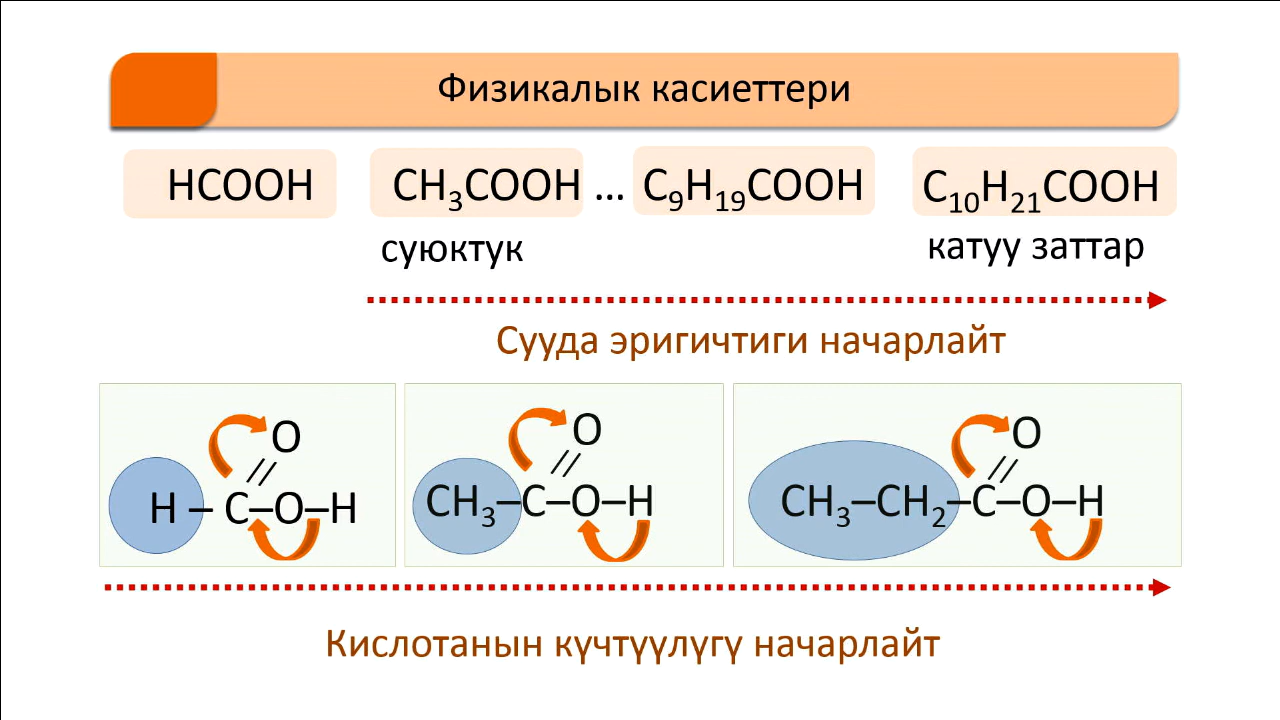 Физикалык касиеттери
HCOOH CH₃COOH ... C₉H₁₉COOH C₁₀H₂₁COOH
суюктук катуу заттар
Сууда эригичтиги начарлайт
O O O
H – C–O–H CH₃–C–O–H CH₃–CH₂–C–O–H
Кислотанын күчтүүлүгү начарлайт